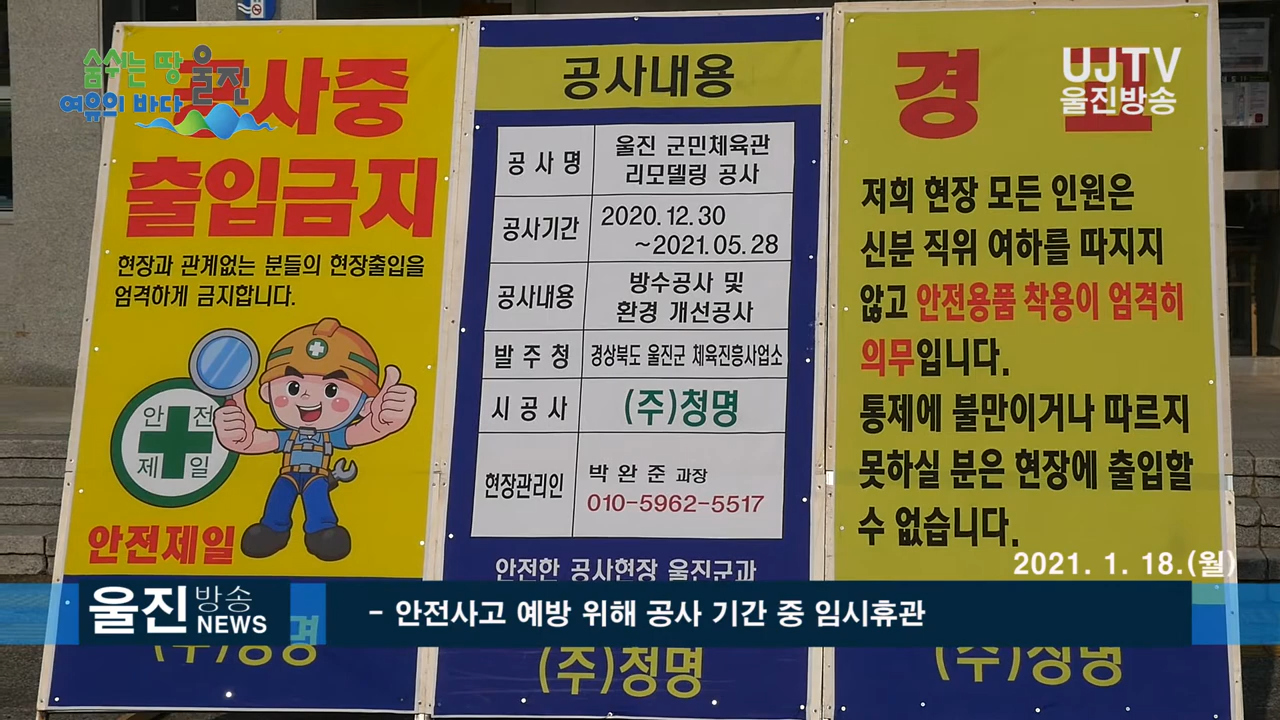 숨쉬는 땅
여유의 바다
울진
공사중
출입금지
현장과 관계없는 분들의 현장출입을
엄격하게 금지합니다.
안전
제일
안전제일
(주)청명
공사내용
공사명 울진 군민체육관
리모델링 공사
공사기간 2020.12.30
~2021.05.28
공사내용 방수공사 및
환경 개선공사
발주청 경상북도 울진군 체육진흥사업소
시공사 (주)청명
현장관리인 박완준 과장
010-5962-5517
안전한 공사현장 울진군과
(주)청명
경
UJTV
울진방송
저희 현장 모든 인원은
신분 직위 여하를 따지지
않고 안전용품 착용이 엄격히
의무입니다.
통제에 불만이거나 따르지
못하실 분은 현장에 출입할
수 없습니다.
(주)청명
2021. 1. 18.(월)
울진방송
NEWS
- 안전사고 예방 위해 공사 기간 중 임시휴관